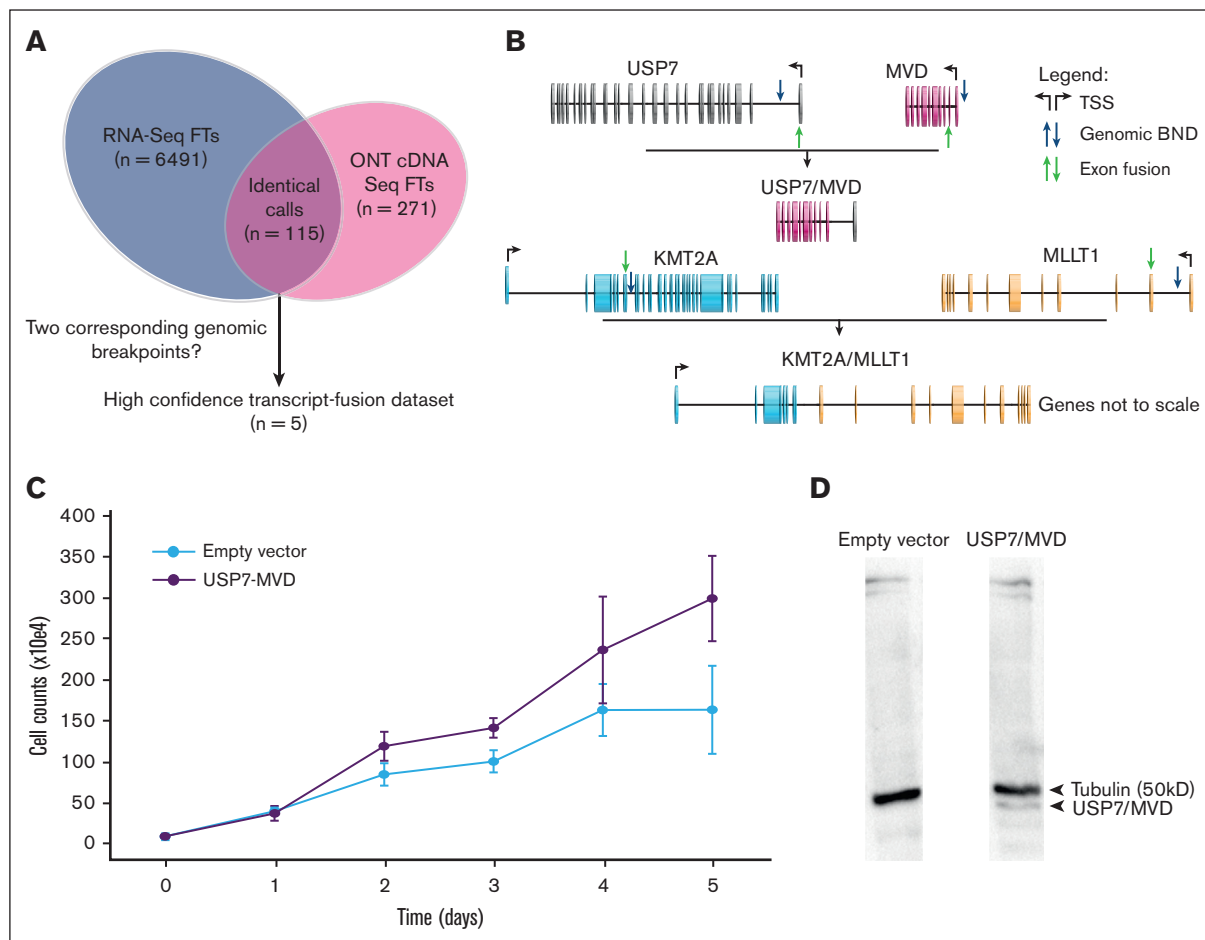 A
RNA-Seq FTs
(n = 6491)
Identical
calls
(n = 115)
ONT cDNA
Seq FTs
(n = 271)
Two corresponding genomic
breakpoints?
High confidence transcript-fusion dataset
(n = 5)
B
USP7
MVD
Legend:
TSS
Genomic BND
Exon fusion
USP7/MVD
KMT2A
MLLT1
KMT2A/MLLT1
Genes not to scale
C
Empty vector
USP7-MVD
Cell counts (x10e4)
400
350
300
250
200
150
100
50
0
0 1 2 3 4 5
Time (days)
D
Empty vector
USP7/MVD
Tubulin (50kD)
USP7/MVD